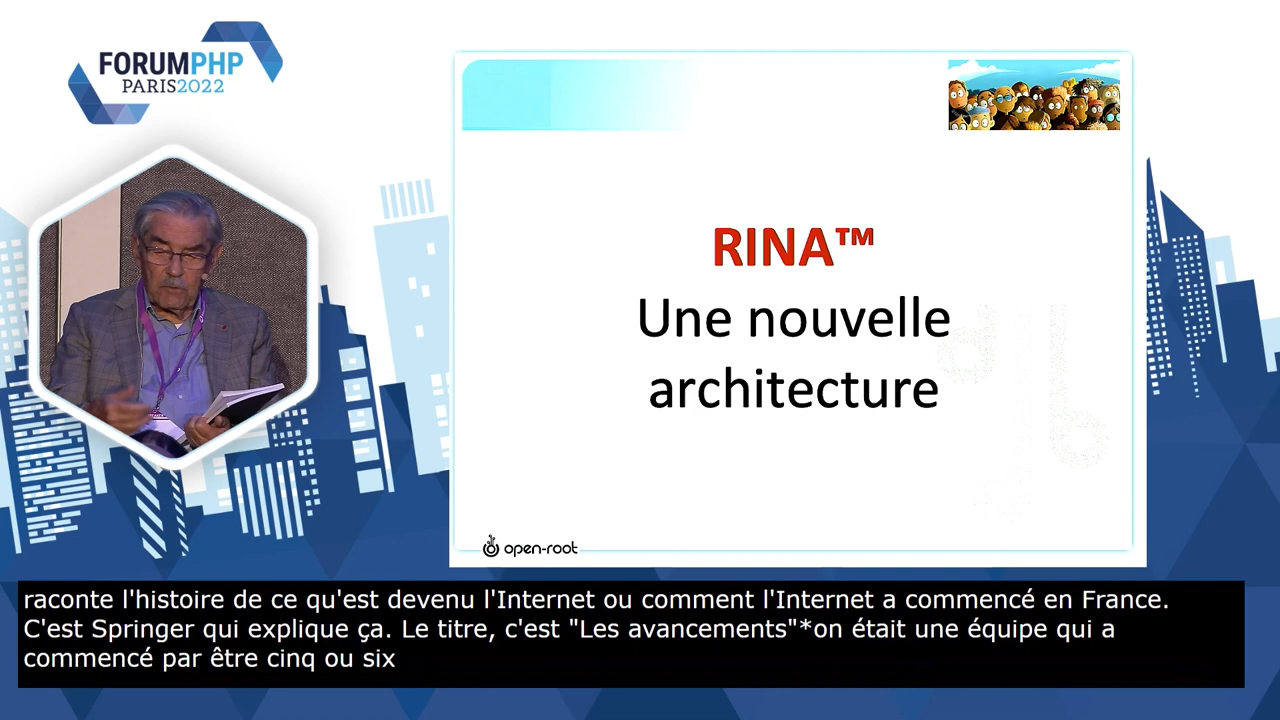 FORUMPHP
PARIS2022
RINA™
Une nouvelle
architecture
open-root
raconte l'histoire de ce qu'est devenu l'Internet ou comment l'Internet a commencé en France.
C'est Springer qui explique ça. Le titre, c'est "Les avancements"*on était une équipe qui a
commencé par être cinq ou six